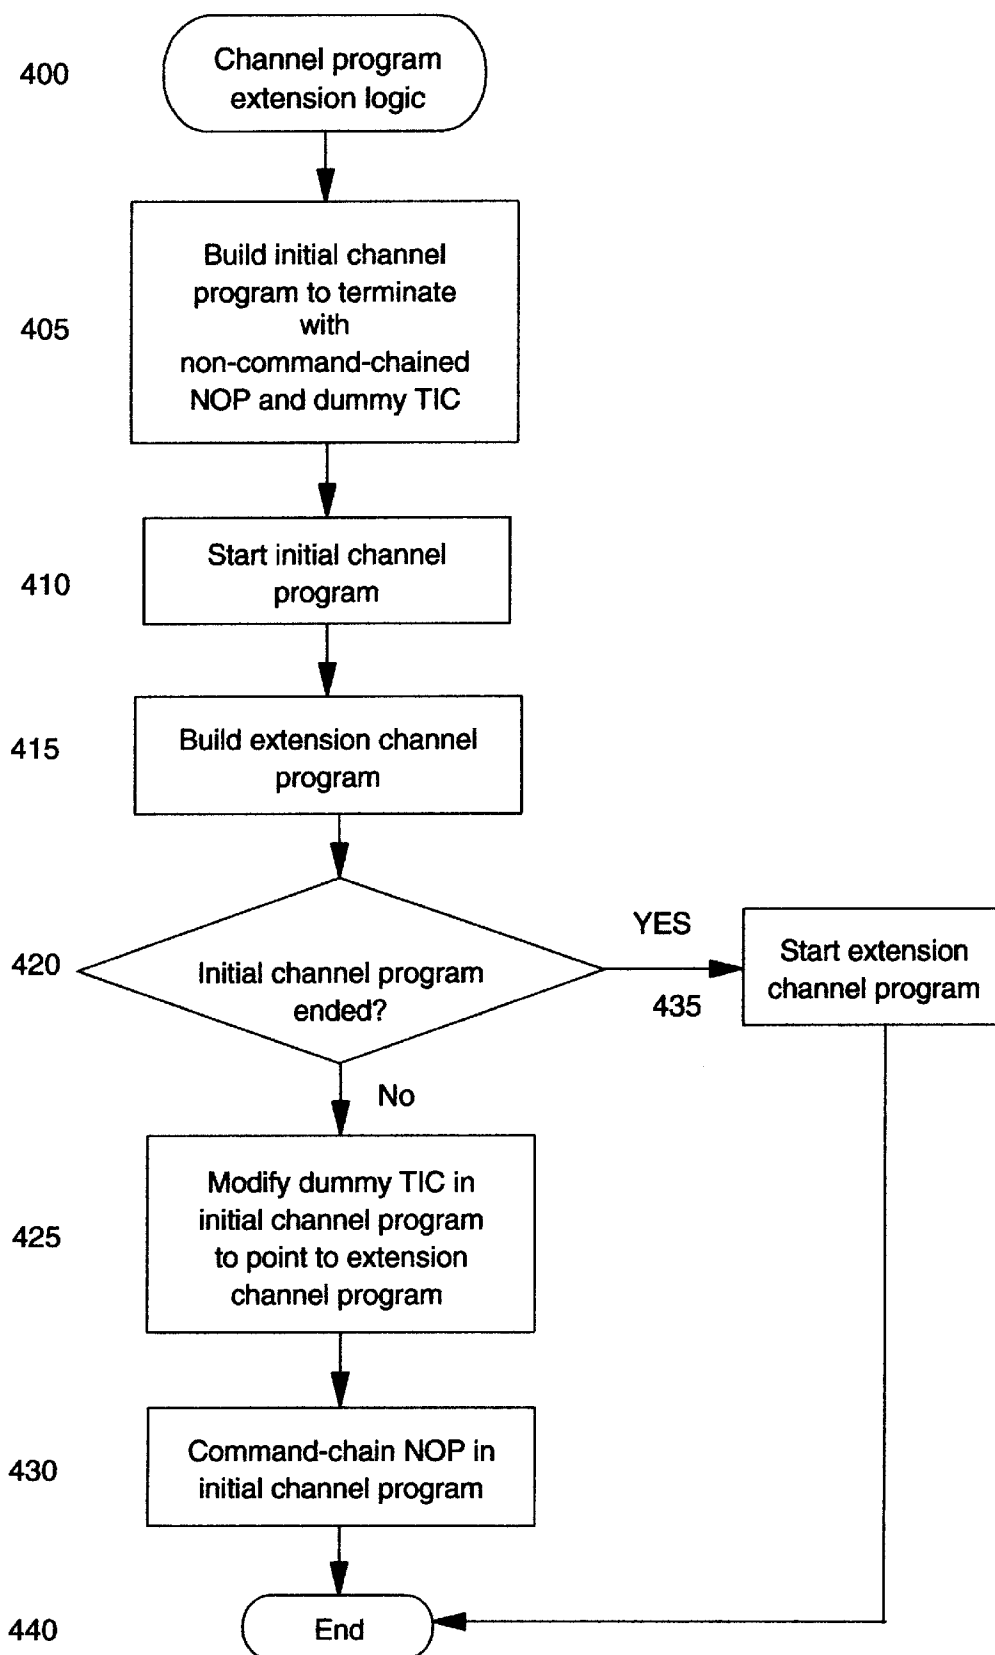 400
Channel program
extension logic
405
Build initial channel
program to terminate
with
non-command-chained
NOP and dummy TIC
410
Start initial channel
program
415
Build extension channel
program
420
Initial channel program
ended?
YES
435
Start extension
channel program
No
425
Modify dummy TIC in
initial channel program
to point to extension
channel program
430
Command-chain NOP in
initial channel program
440
End